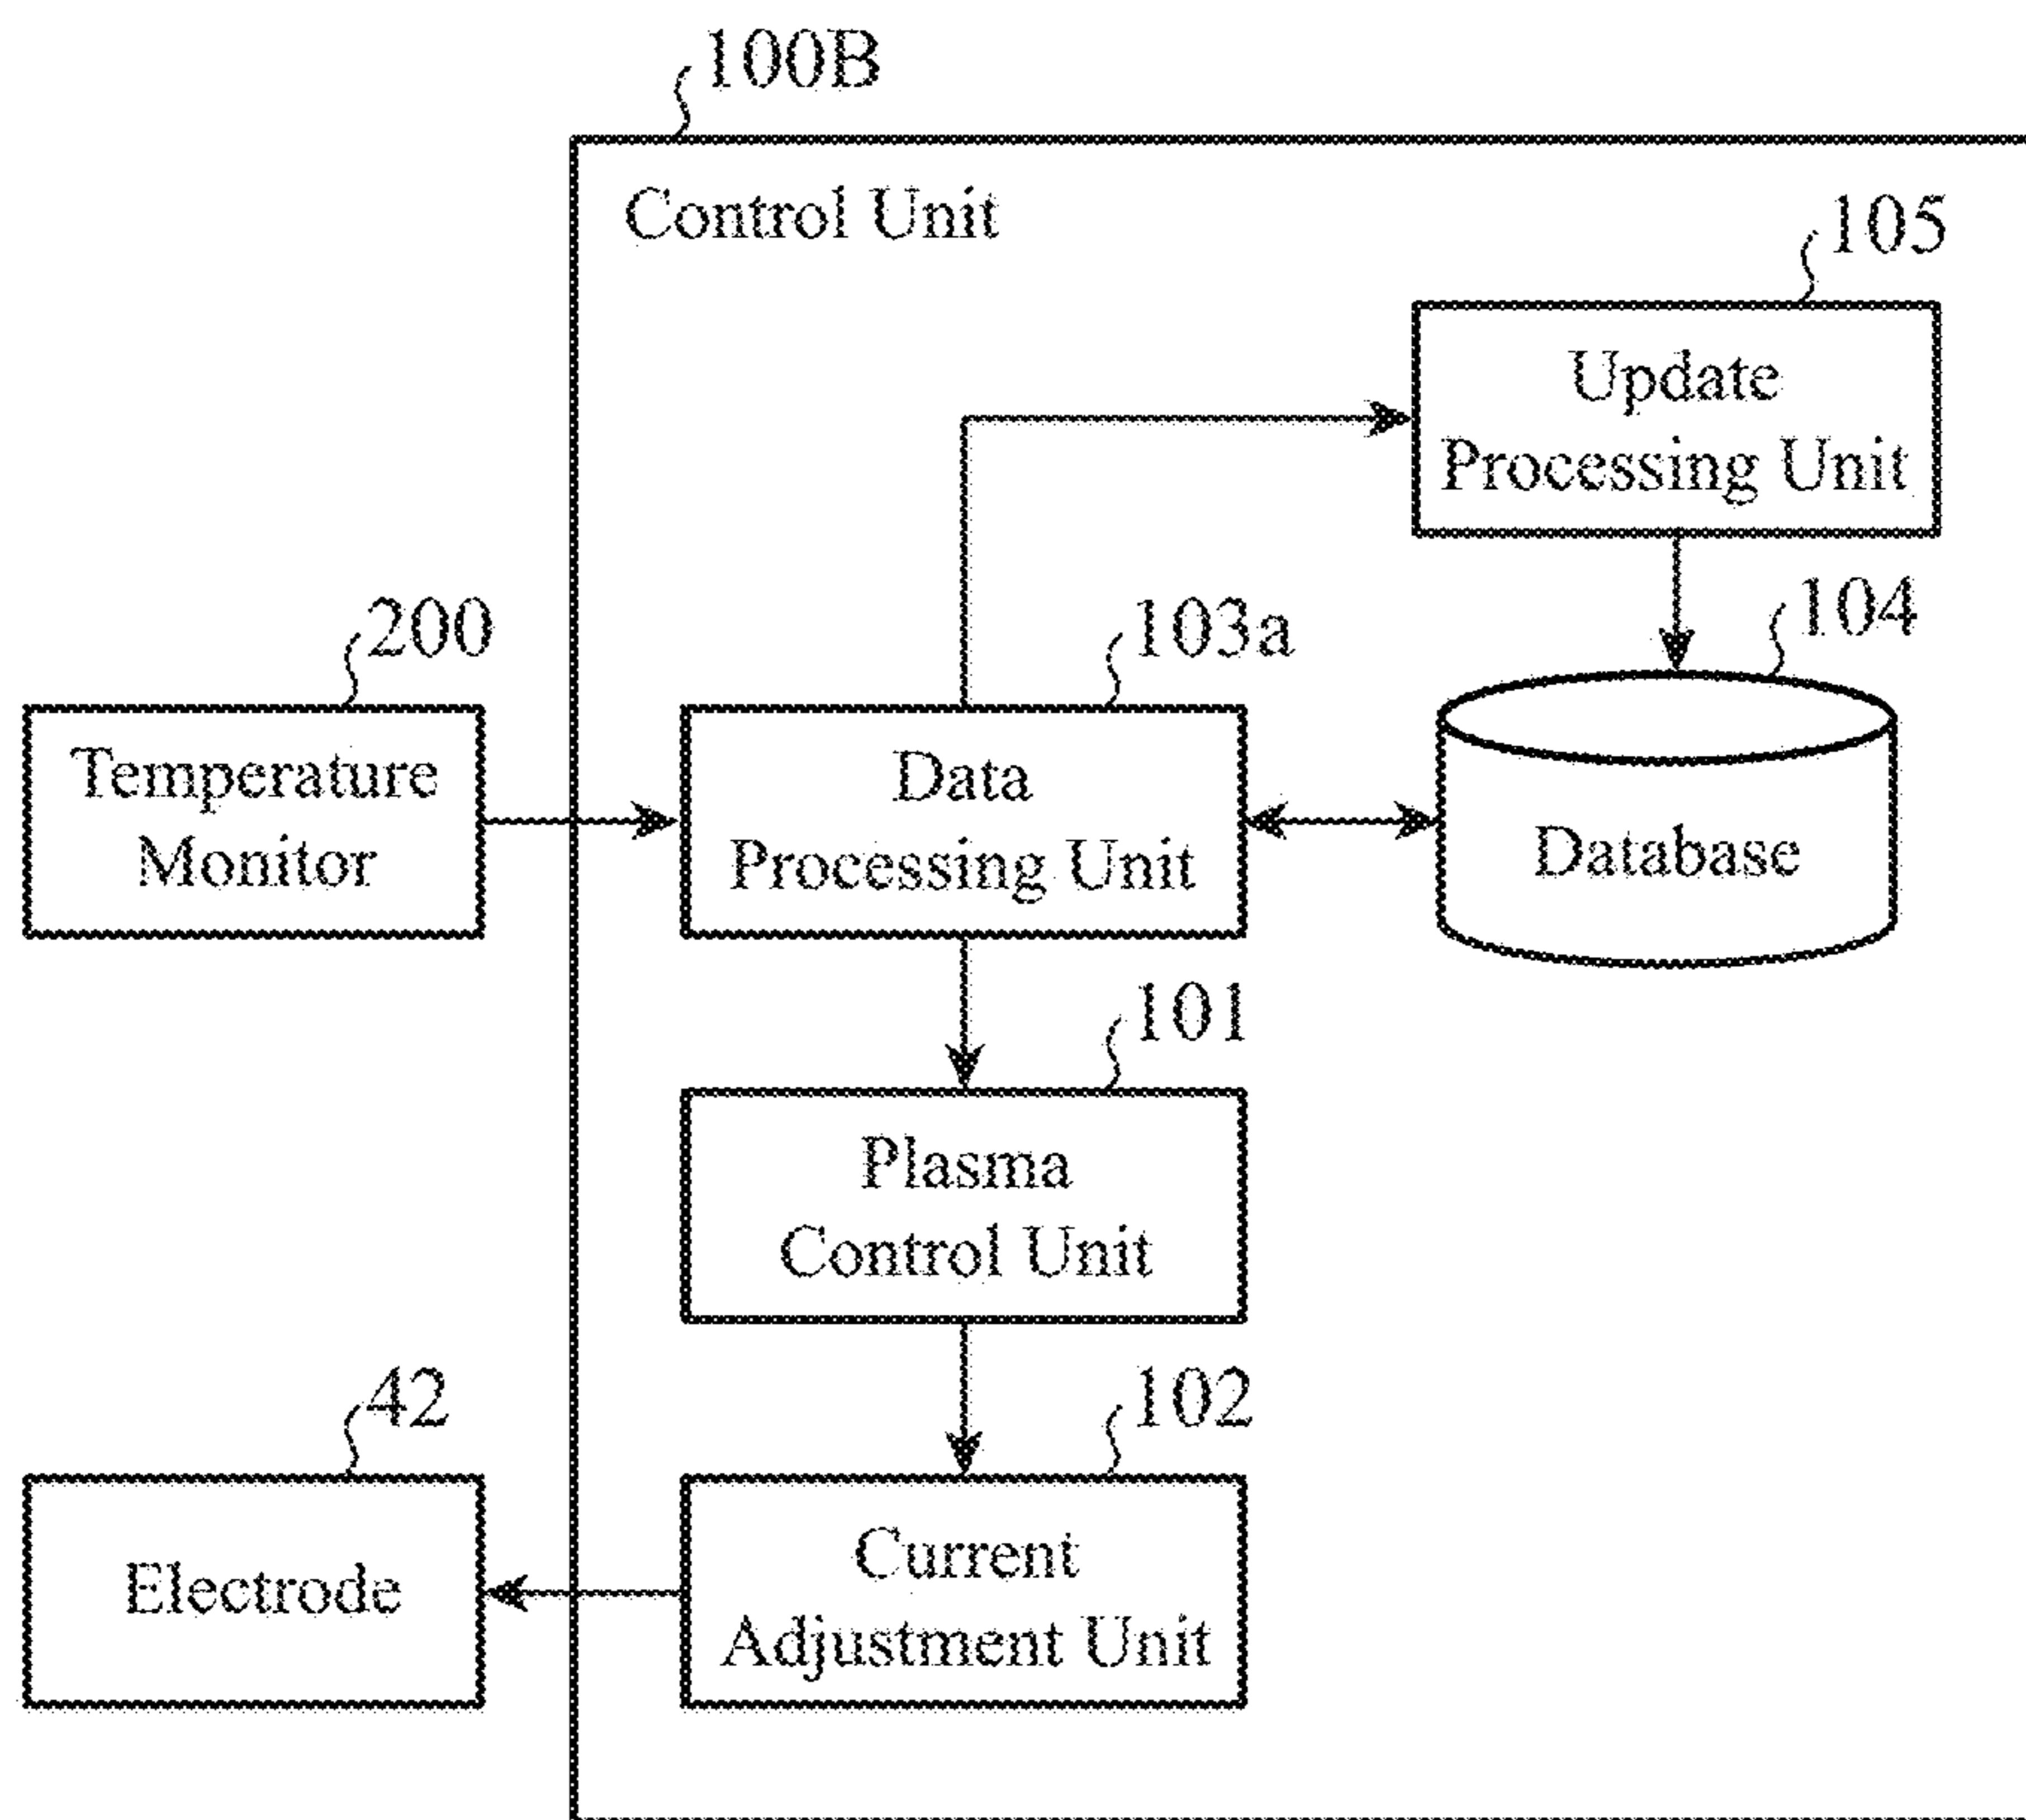 100B
Control Unit
105
Update
Processing Unit
200
103a
104
Temperature
Monitor
Data
Processing Unit
Database
101
Plasma
Control Unit
42
102
Electrode
Current
Adjustment Unit